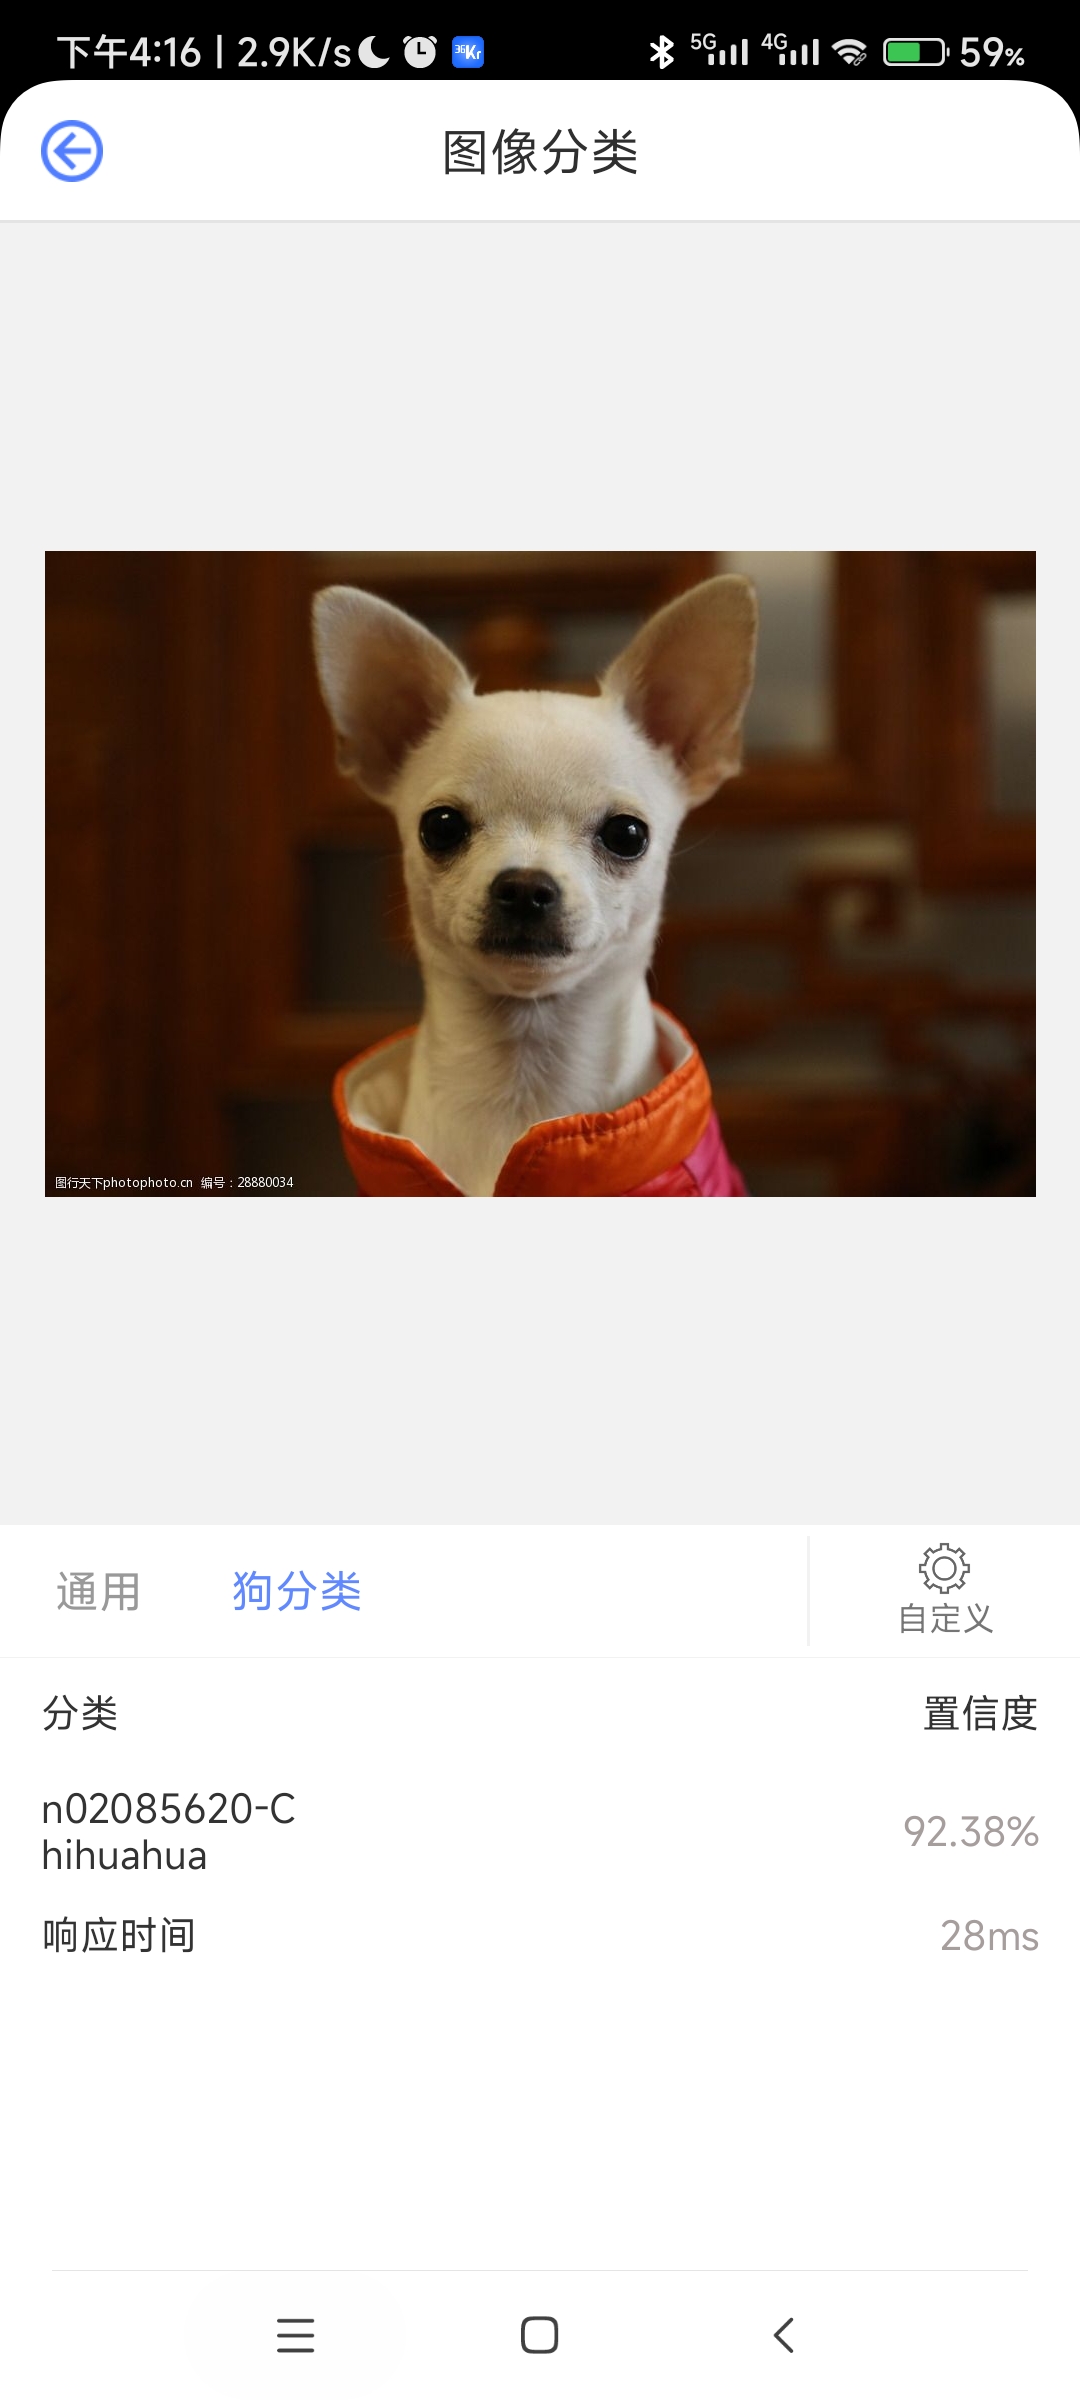 下午4:16 | 2.9K/s 36Kr 5G 4G 59%
图像分类
图行天下photophoto.cn 编号：28880034
通用 狗分类 自定义
分类 置信度
n02085620-C
hihuahua 92.38%
响应时间 28ms